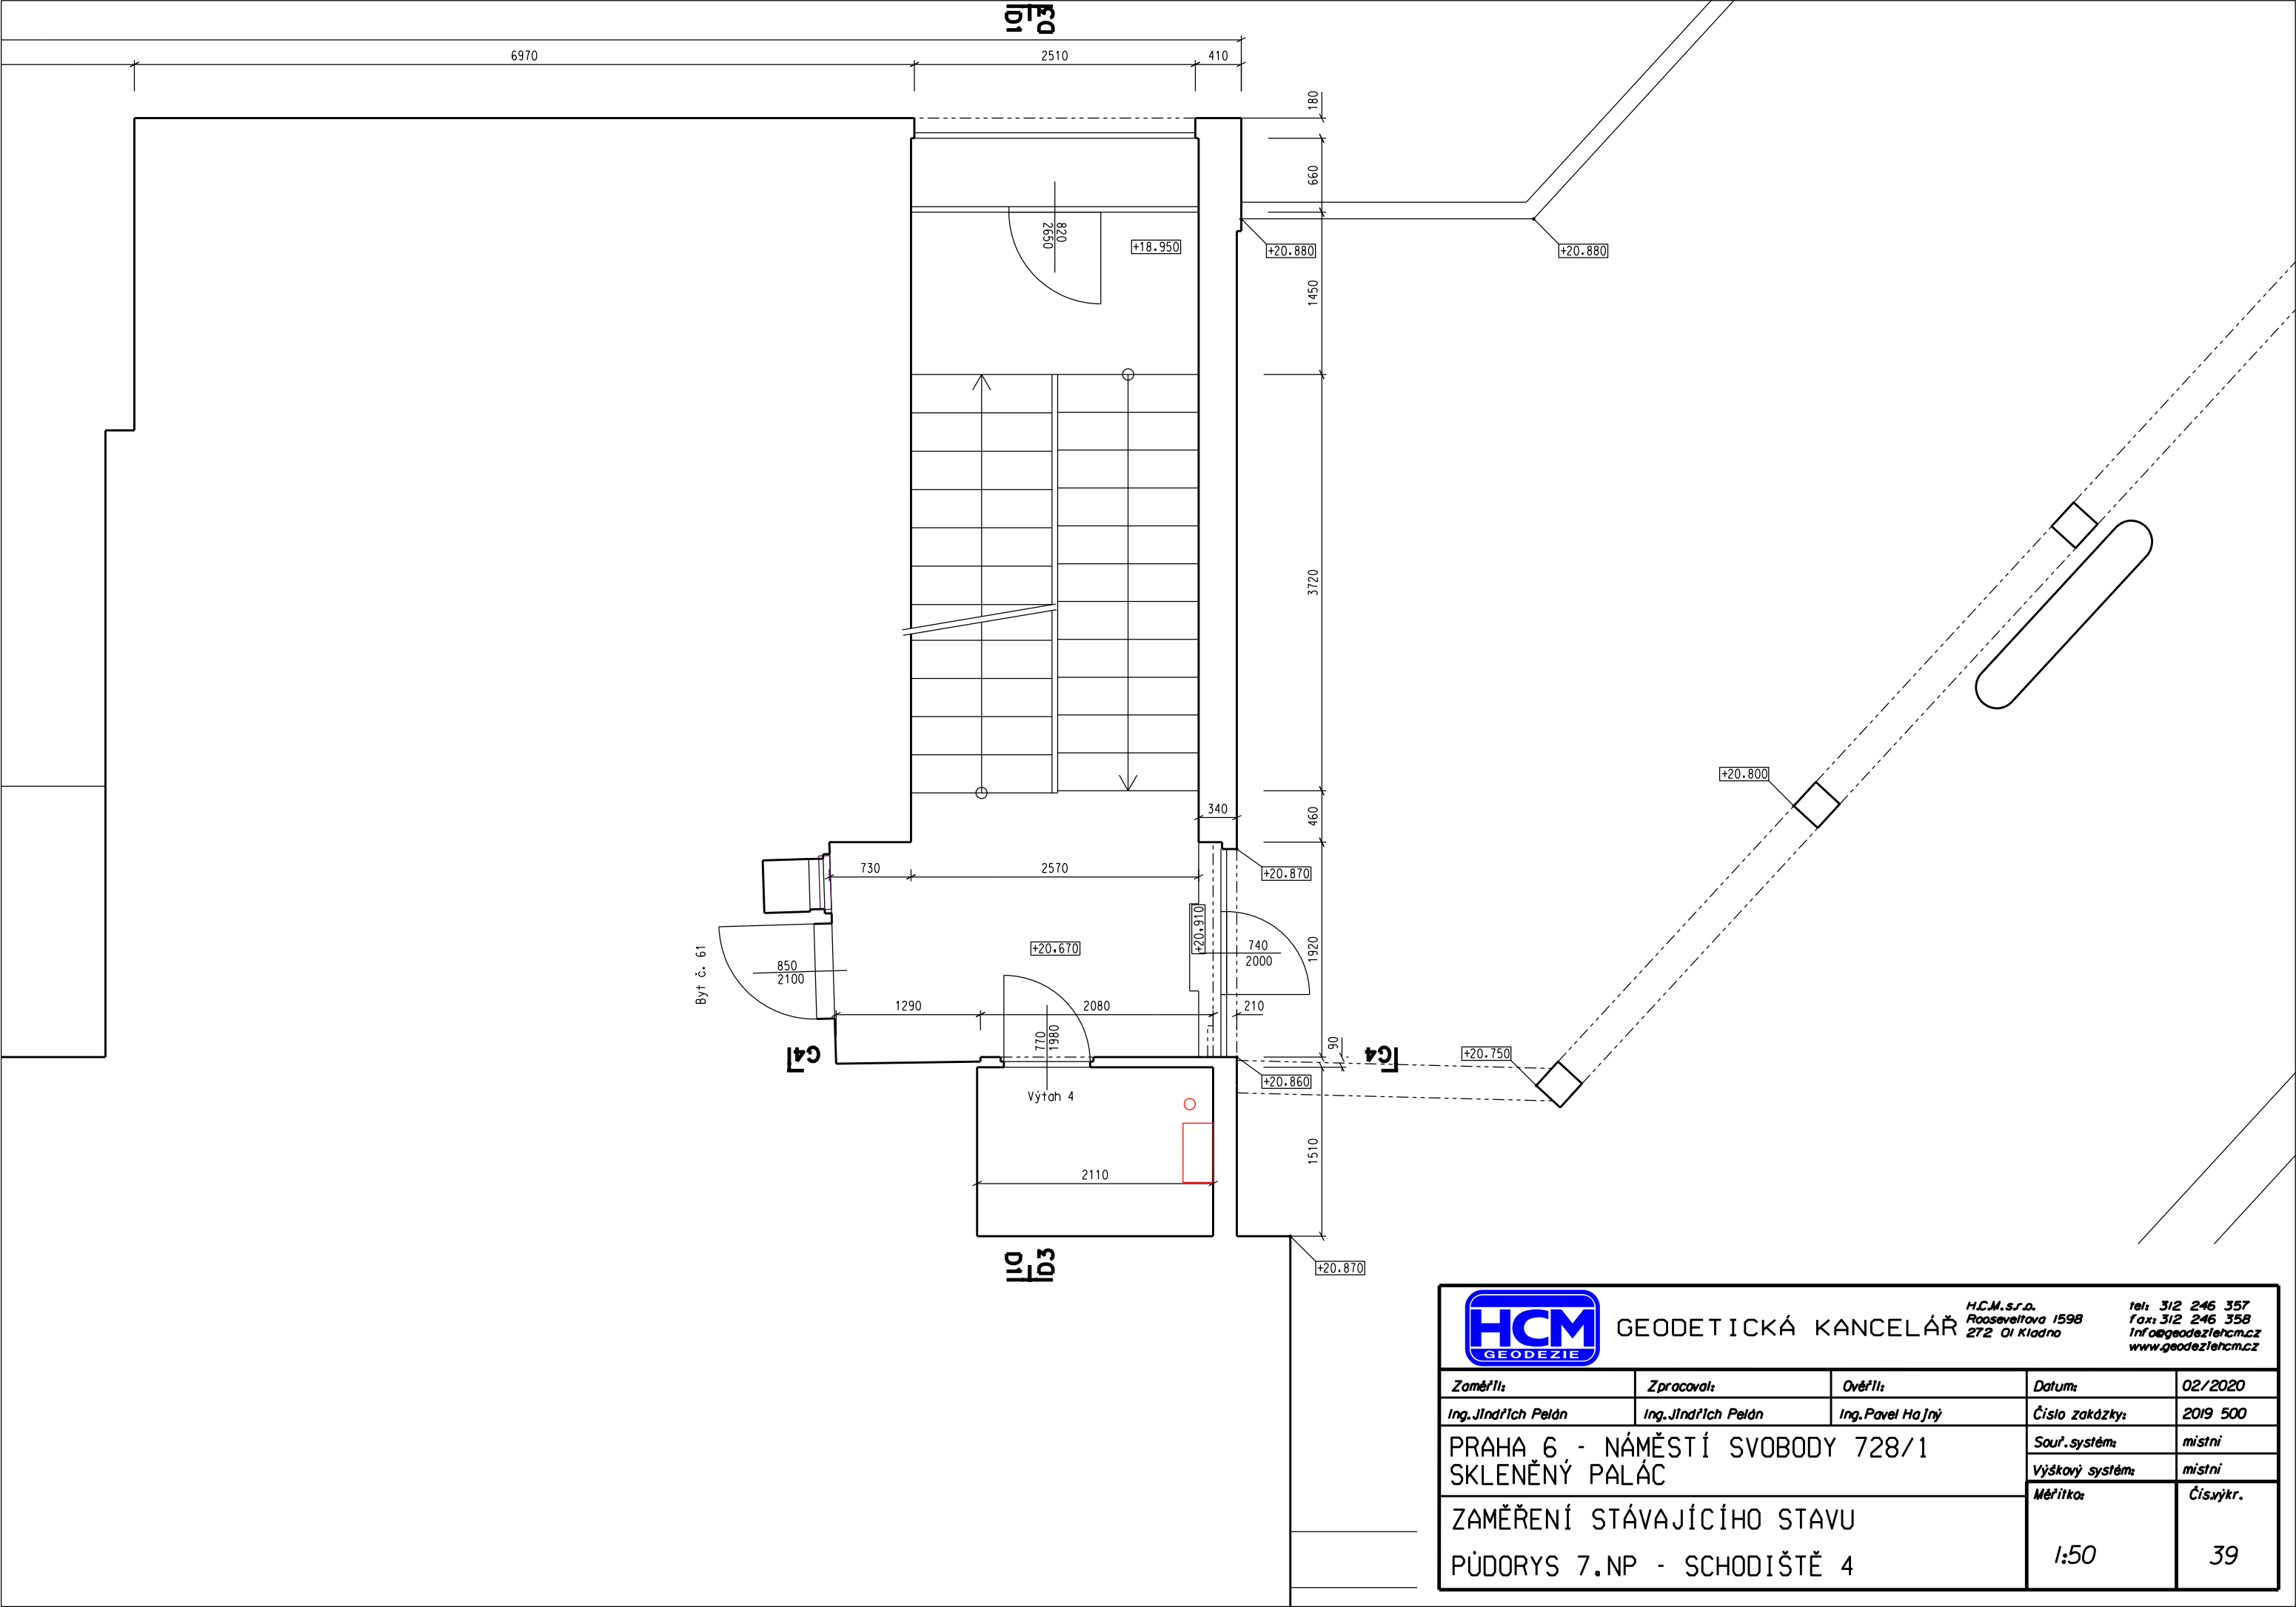 D1
D3
6970
2510
410
180
660
820
2650
+18.950
+20.880
+20.880
1450
3720
+20.800
340
460
730
2570
+20.870
+20.910
+20.670
740
2000
1920
Byt č. 61
850
2100
1290
2080
210
770
1980
90
G4
G4
+20.750
+20.860
Výtah 4
1510
2110
D1
D3
+20.870
HCM
GEODEZIE
GEODETICKÁ KANCELÁŘ
H.C.M. s.r.o.
Rooseveltova 1598
272 01 Kladno
tel: 312 246 357
fax: 312 246 358
info@geodeziehcm.cz
www.geodeziehcm.cz
Zaměřil: Zpracoval: Ověřil: Datum: 02/2020
Ing. Jindřich Pelán Ing. Jindřich Pelán Ing. Pavel Hajný Číslo zakázky: 2019 500
PRAHA 6 - NÁMĚSTÍ SVOBODY 728/1
SKLENĚNÝ PALÁC
Souř. systém: místní
Výškový systém: místní
ZAMĚŘENÍ STÁVAJÍCÍHO STAVU
PŮDORYS 7.NP - SCHODIŠTĚ 4
Měřítko: Čís.výkr.
1:50 39